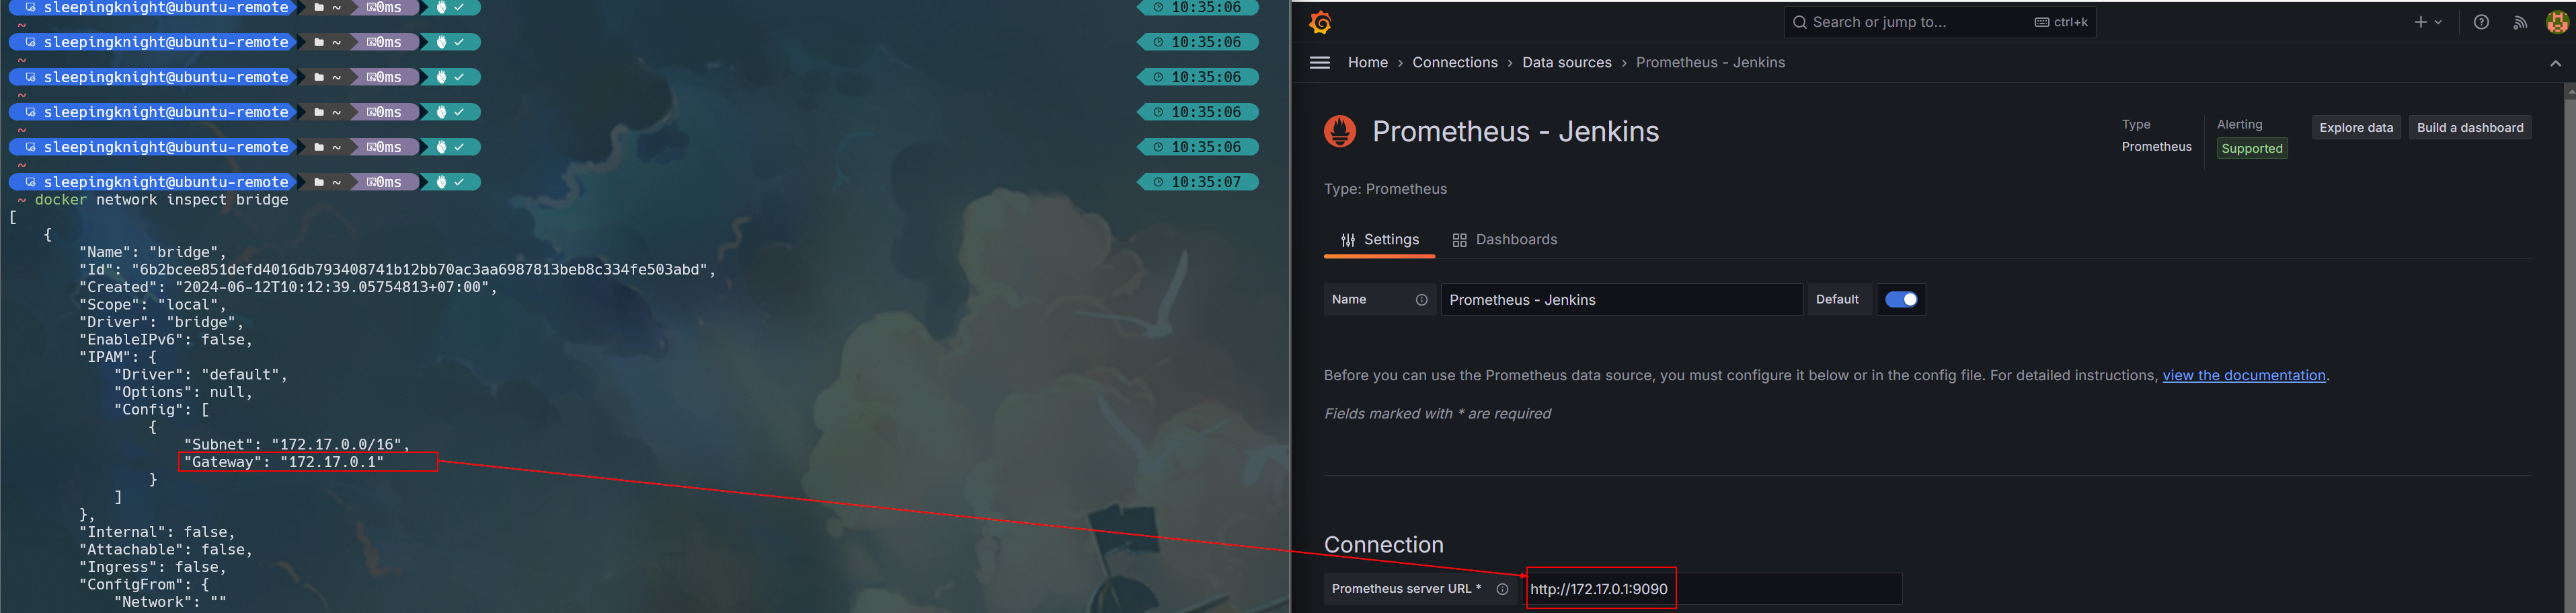 sleepingknight@ubuntu-remote ~ 0ms 10:35:06
~
sleepingknight@ubuntu-remote ~ 0ms 10:35:06
~
sleepingknight@ubuntu-remote ~ 0ms 10:35:06
~
sleepingknight@ubuntu-remote ~ 0ms 10:35:06
~
sleepingknight@ubuntu-remote ~ 0ms 10:35:06
~
sleepingknight@ubuntu-remote ~ 0ms 10:35:07
~ docker network inspect bridge
[
{
"Name": "bridge",
"Id": "6b2bcee851defd4016db793408741b12bb70ac3aa6987813beb8c334fe503abd",
"Created": "2024-06-12T10:12:39.05754813+07:00",
"Scope": "local",
"Driver": "bridge",
"EnableIPv6": false,
"IPAM": {
"Driver": "default",
"Options": null,
"Config": [
{
"Subnet": "172.17.0.0/16",
"Gateway": "172.17.0.1"
}
]
},
"Internal": false,
"Attachable": false,
"Ingress": false,
"ConfigFrom": {
"Network": ""
Search or jump to... ctrl+k
Home › Connections › Data sources › Prometheus - Jenkins
Prometheus - Jenkins
Type
Prometheus
Alerting
Supported
Explore data
Build a dashboard
Type: Prometheus
Settings Dashboards
Name Prometheus - Jenkins Default
Before you can use the Prometheus data source, you must configure it below or in the config file. For detailed instructions, view the documentation.
Fields marked with * are required
Connection
Prometheus server URL * http://172.17.0.1:9090